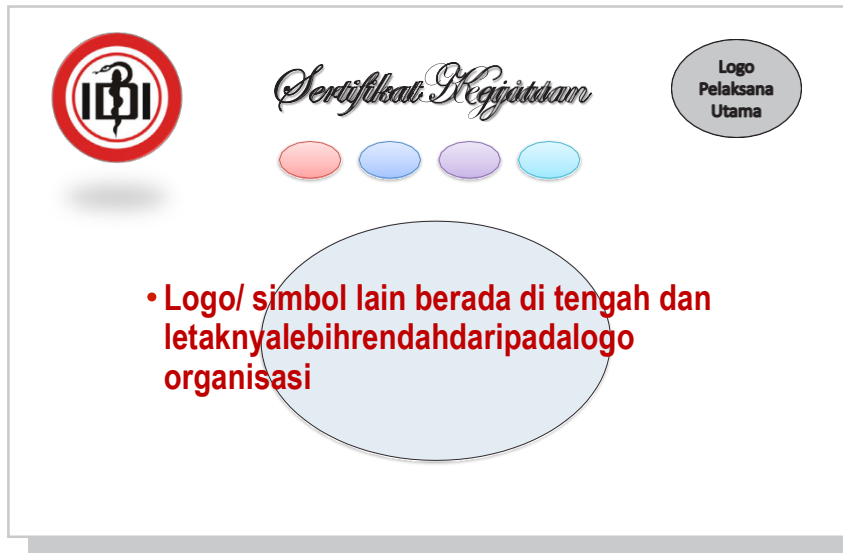 IDI
Sertifikat Kegiatan
Logo
Pelaksana
Utama
• Logo/ simbol lain berada di tengah dan
letaknyalebihrendahdaripadalogo
organisasi